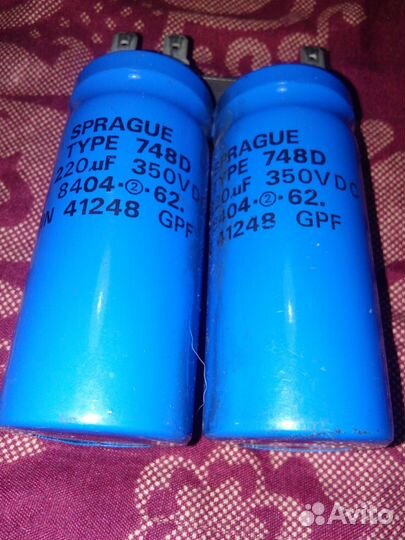 SPRAGUE
TYPE 748D
220uF 350VD
8404·②·62.
41248 GPF
SPRAGUE
TYPE 748D
350VDC
8404·②·62.
41248 GPF
Avito